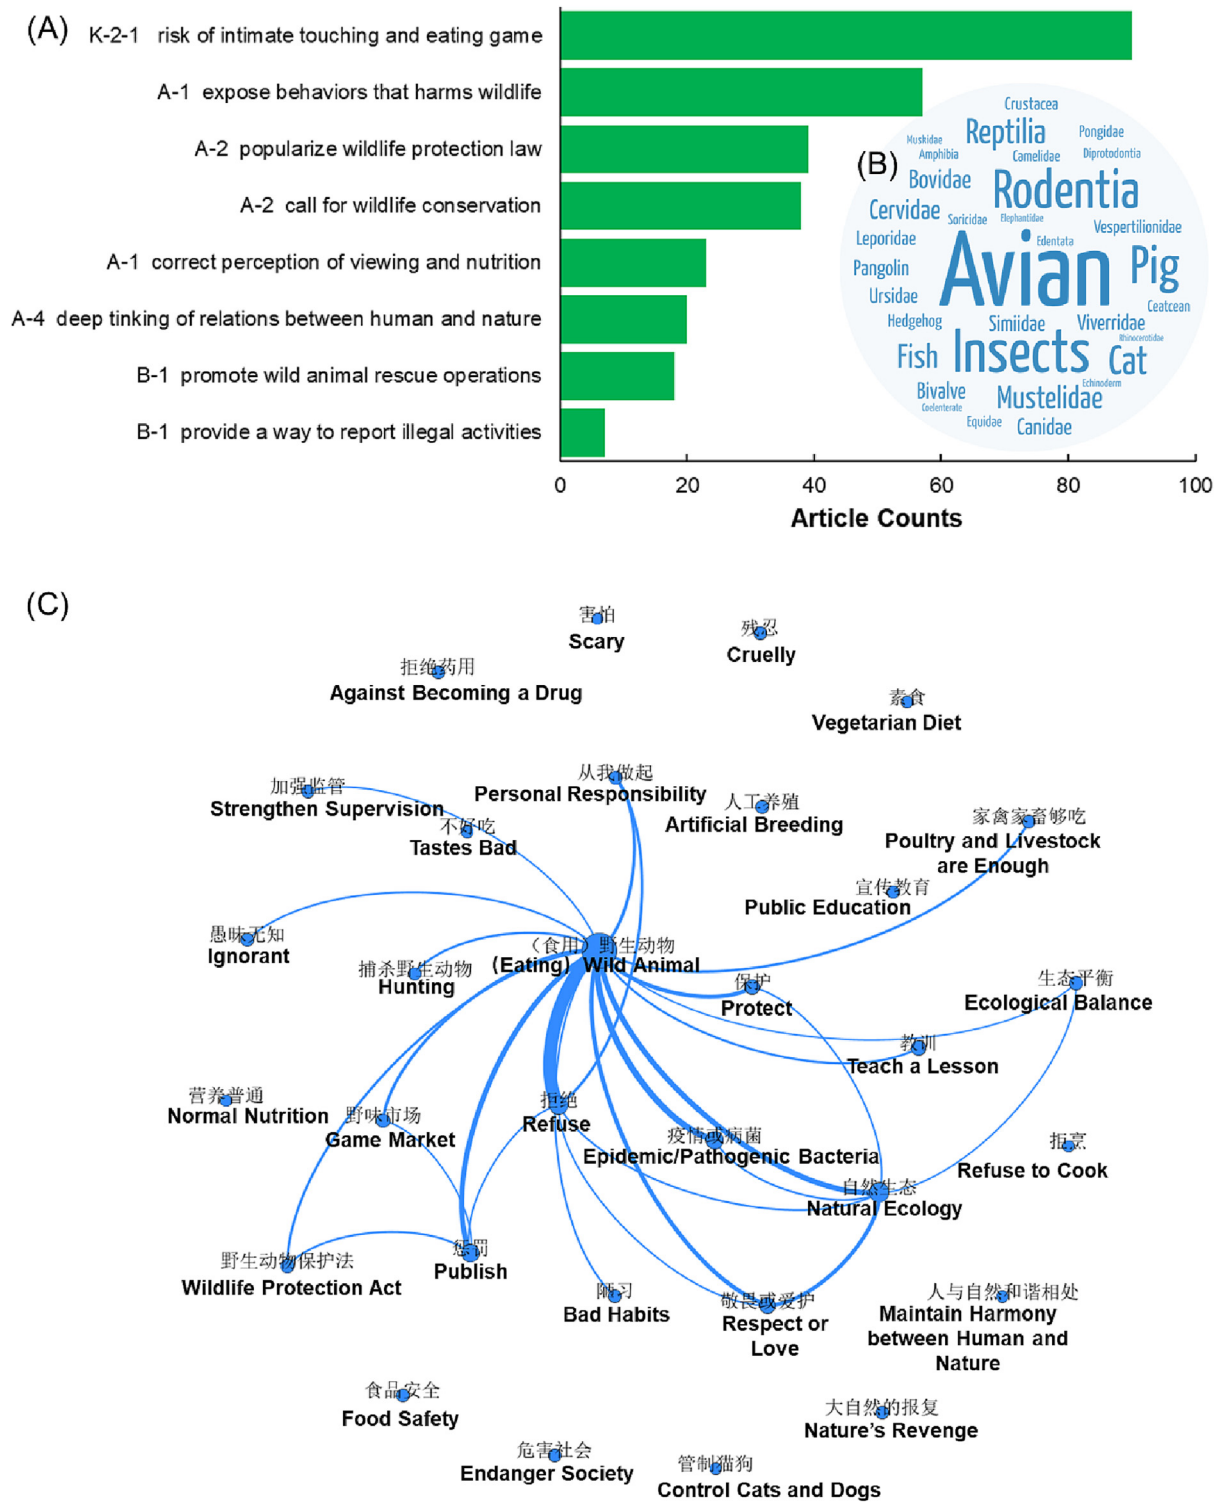 (A)
K-2-1 risk of intimate touching and eating game
A-1 expose behaviors that harms wildlife
A-2 popularize wildlife protection law
A-2 call for wildlife conservation
A-1 correct perception of viewing and nutrition
A-4 deep tinking of relations between human and nature
B-1 promote wild animal rescue operations
B-1 provide a way to report illegal activities
0 20 40 60 80 100
Article Counts
(B)
Crustacea
Muskidae Reptilia Pongidae
Amphibia Camelidae Diprotodontia
Bovidae Rodentia
Cervidae Soricidae Elephantidae
Leporidae Edentata Vespertilionidae
Pangolin Avian Pig
Ursidae Ceatcean
Hedgehog Simiidae Viverridae
Rhinocerotidae
Fish Insects Cat
Echinoderm
Bivalve Mustelidae
Coelenterate
Equidae Canidae
(C)
害怕
Scary
残忍
Cruelly
拒绝药用
Against Becoming a Drug
素食
Vegetarian Diet
加强监管
Strengthen Supervision
从我做起
Personal Responsibility
不好吃
Tastes Bad
人工养殖
Artificial Breeding
家禽家畜够吃
Poultry and Livestock
are Enough
宣传教育
Public Education
愚昧无知
Ignorant
捕杀野生动物
Hunting
（食用）野生动物
(Eating) Wild Animal
保护
Protect
生态平衡
Ecological Balance
教训
Teach a Lesson
营养普通
Normal Nutrition
野味市场
Game Market
拒绝
Refuse
疫情或病菌
Epidemic/Pathogenic Bacteria
拒烹
Refuse to Cook
自然生态
Natural Ecology
野生动物保护法
Wildlife Protection Act
惩罚
Publish
陋习
Bad Habits
敬畏或爱护
Respect or
Love
人与自然和谐相处
Maintain Harmony
between Human and
Nature
食品安全
Food Safety
大自然的报复
Nature's Revenge
危害社会
Endanger Society
管制猫狗
Control Cats and Dogs